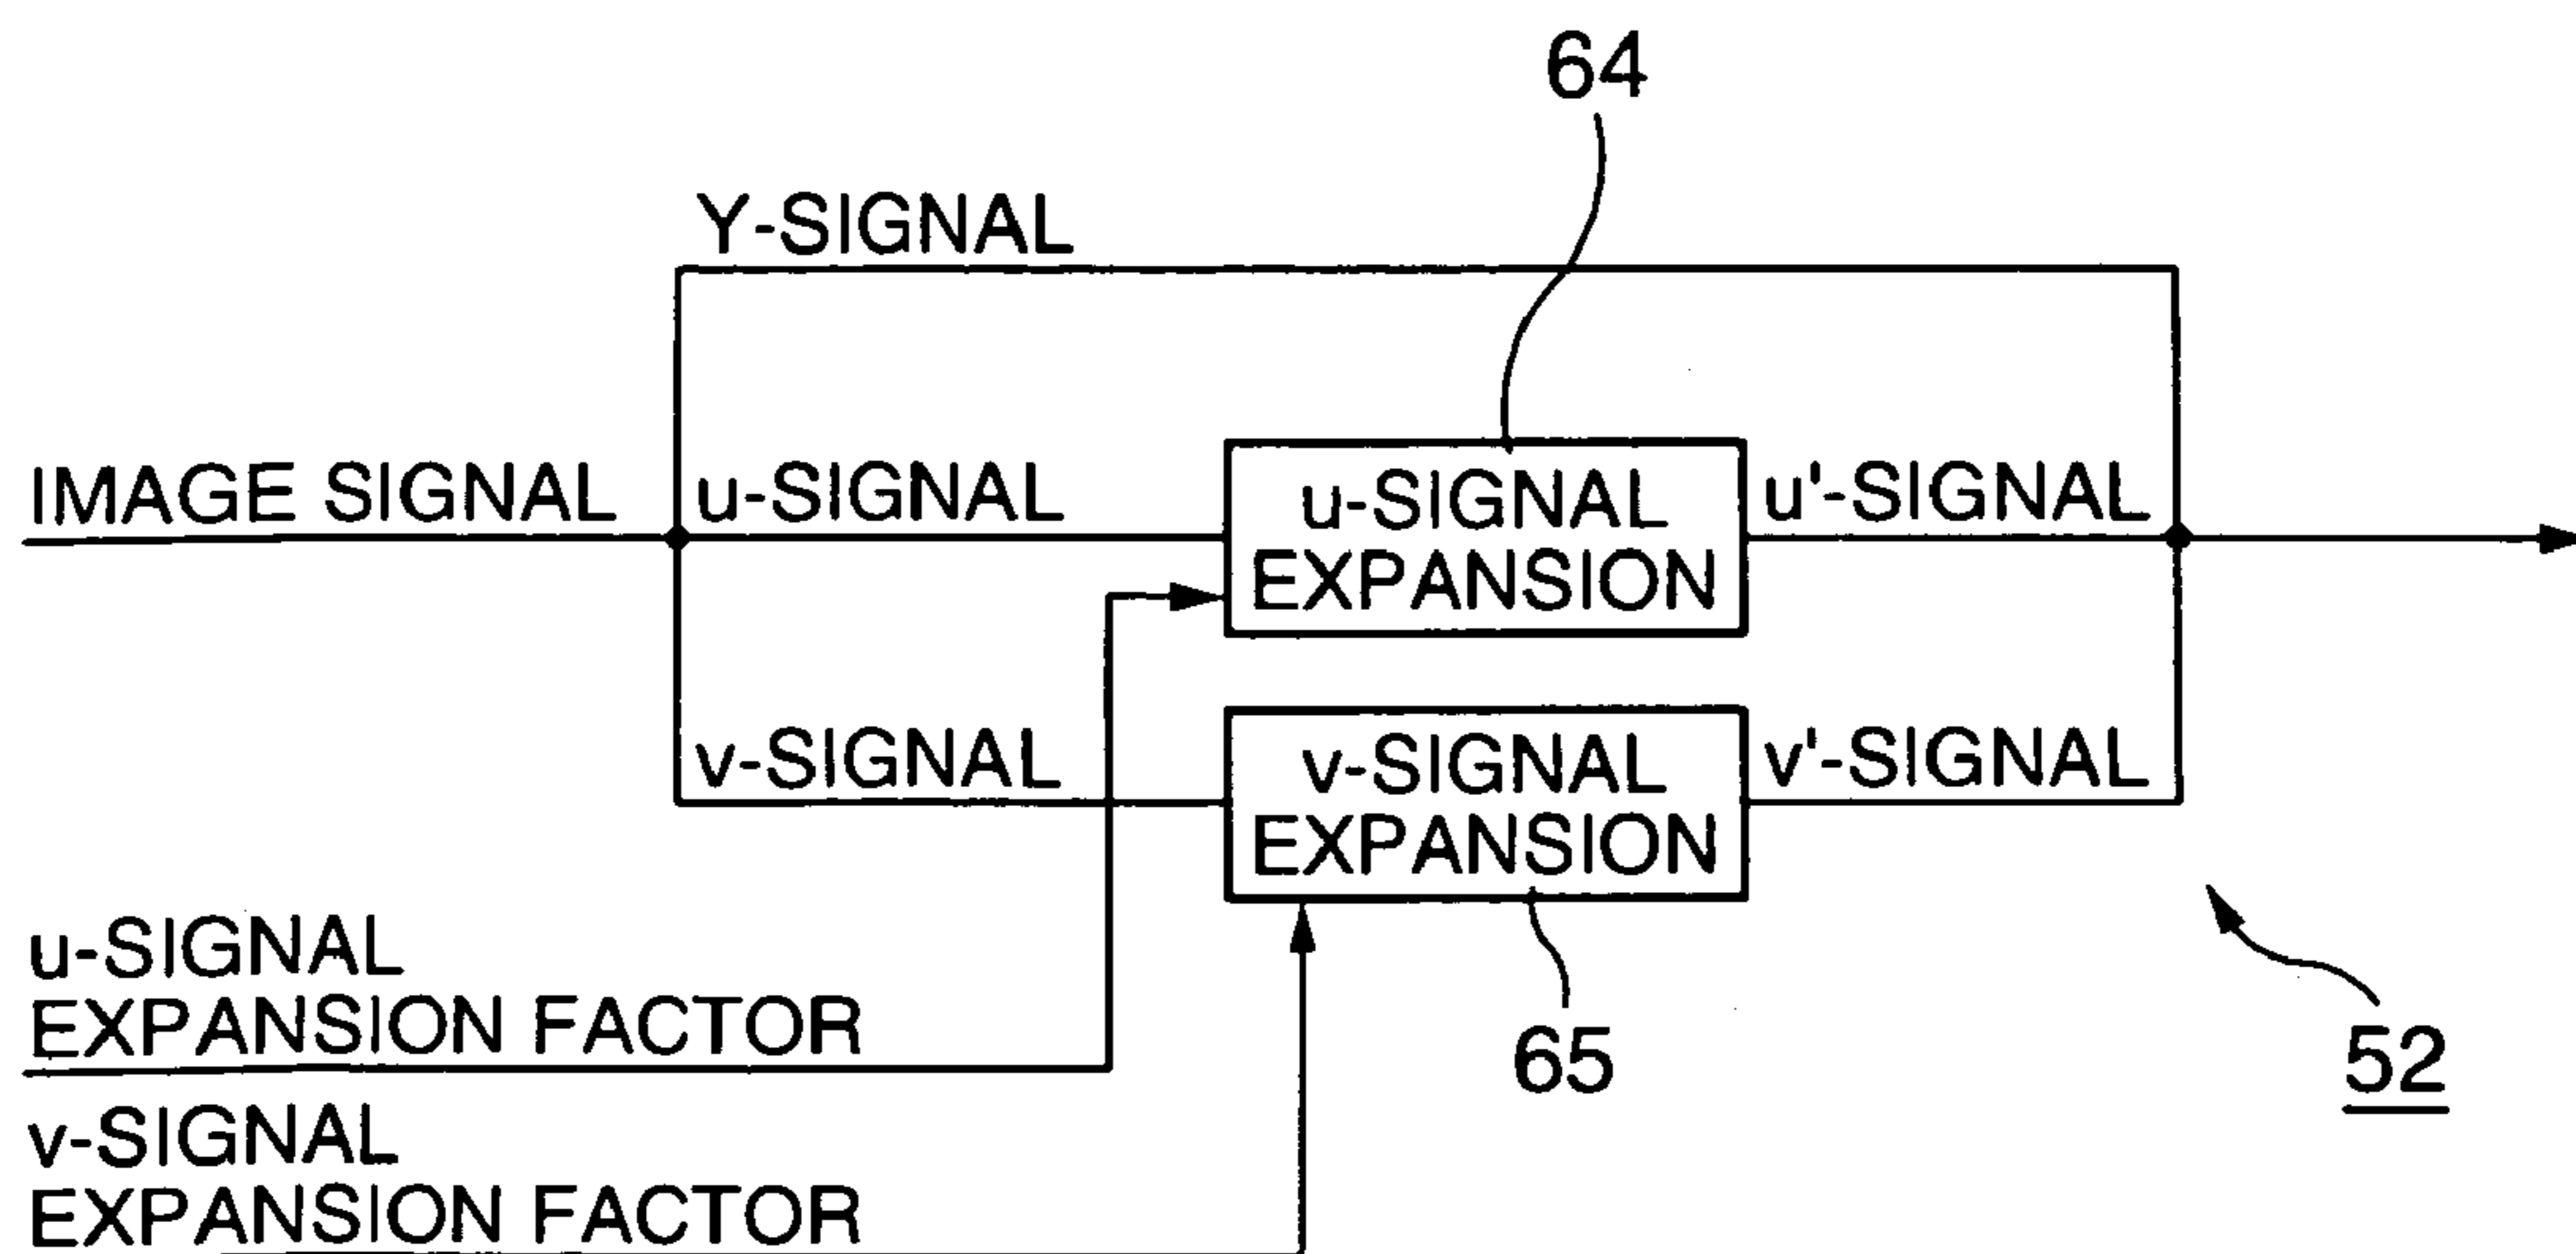 64
Y-SIGNAL
IMAGE SIGNAL
u-SIGNAL
u-SIGNAL
EXPANSION
u'-SIGNAL
v-SIGNAL
v-SIGNAL
EXPANSION
v'-SIGNAL
u-SIGNAL
EXPANSION FACTOR
65
52
v-SIGNAL
EXPANSION FACTOR